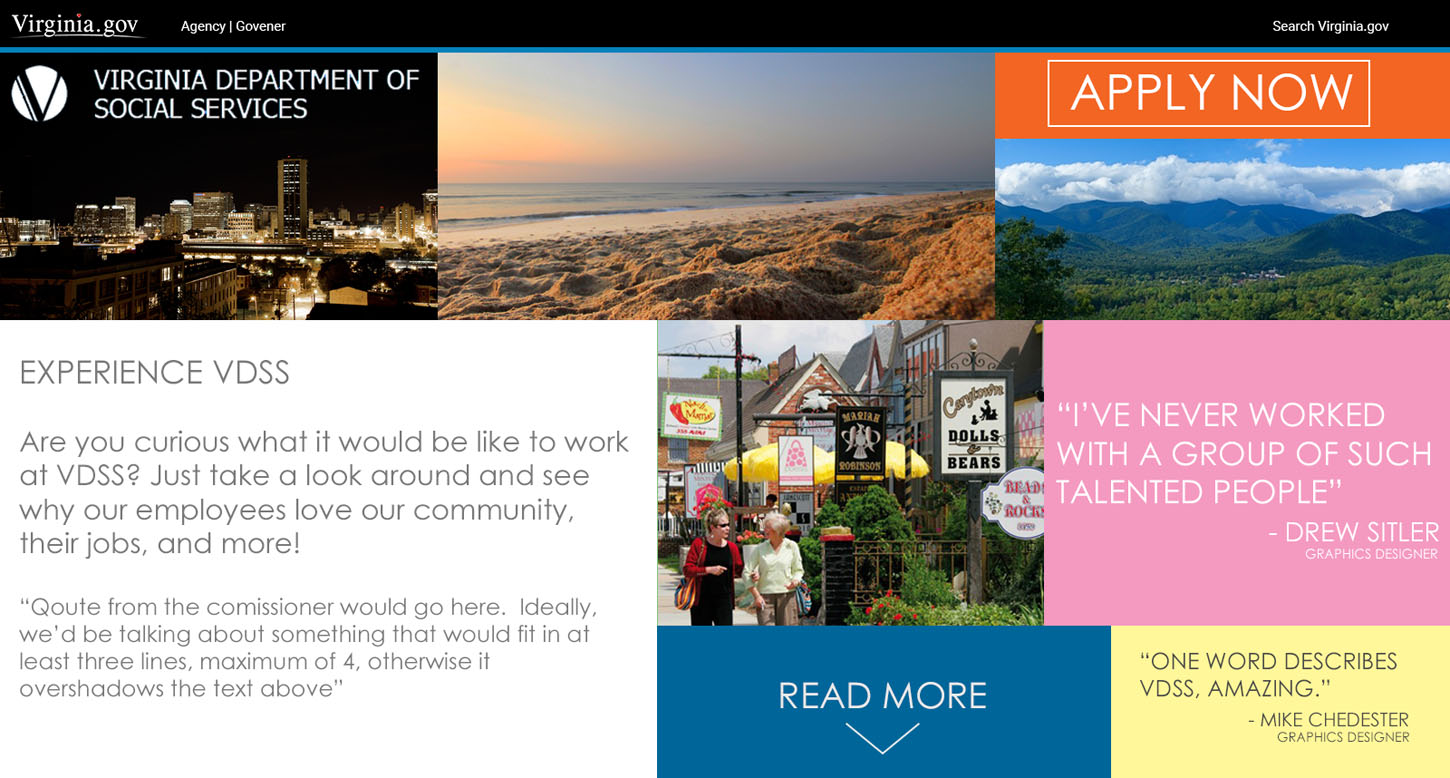 Virginia.gov
Agency | Govener
Search Virginia.gov
VIRGINIA DEPARTMENT OF
SOCIAL SERVICES
APPLY NOW
EXPERIENCE VDSS
Are you curious what it would be like to work
at VDSS? Just take a look around and see
why our employees love our community,
their jobs, and more!
“Qoute from the comissioner would go here.  Ideally,
we’d be talking about something that would fit in at
least three lines, maximum of 4, otherwise it
overshadows the text above”
Carytown
DOLLS
&
BEARS
MARIAH
ROBINSON
BEADS
&
ROCKS
“I’VE NEVER WORKED
WITH A GROUP OF SUCH
TALENTED PEOPLE”
- DREW SITLER
GRAPHICS DESIGNER
READ MORE
“ONE WORD DESCRIBES
VDSS, AMAZING.”
- MIKE CHEDESTER
GRAPHICS DESIGNER